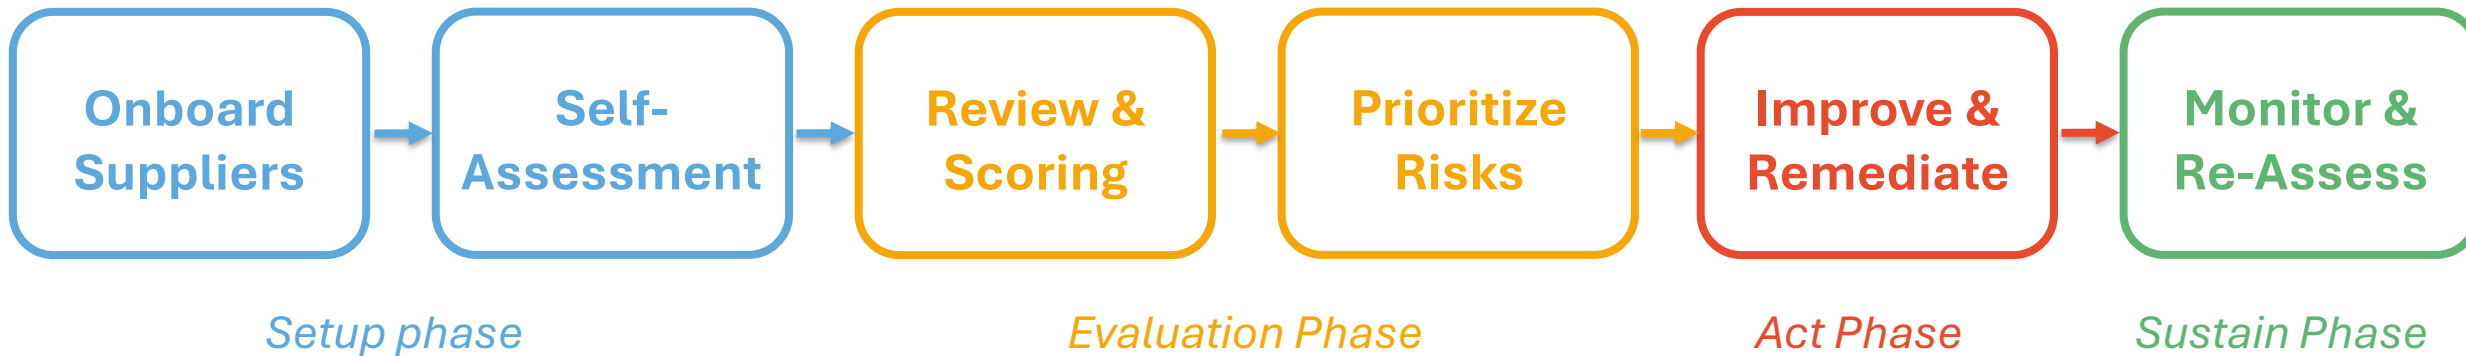 Onboard
Suppliers
Self-
Assessment
Review &
Scoring
Prioritize
Risks
Improve &
Remediate
Monitor &
Re-Assess
Setup phase
Evaluation Phase
Act Phase
Sustain Phase